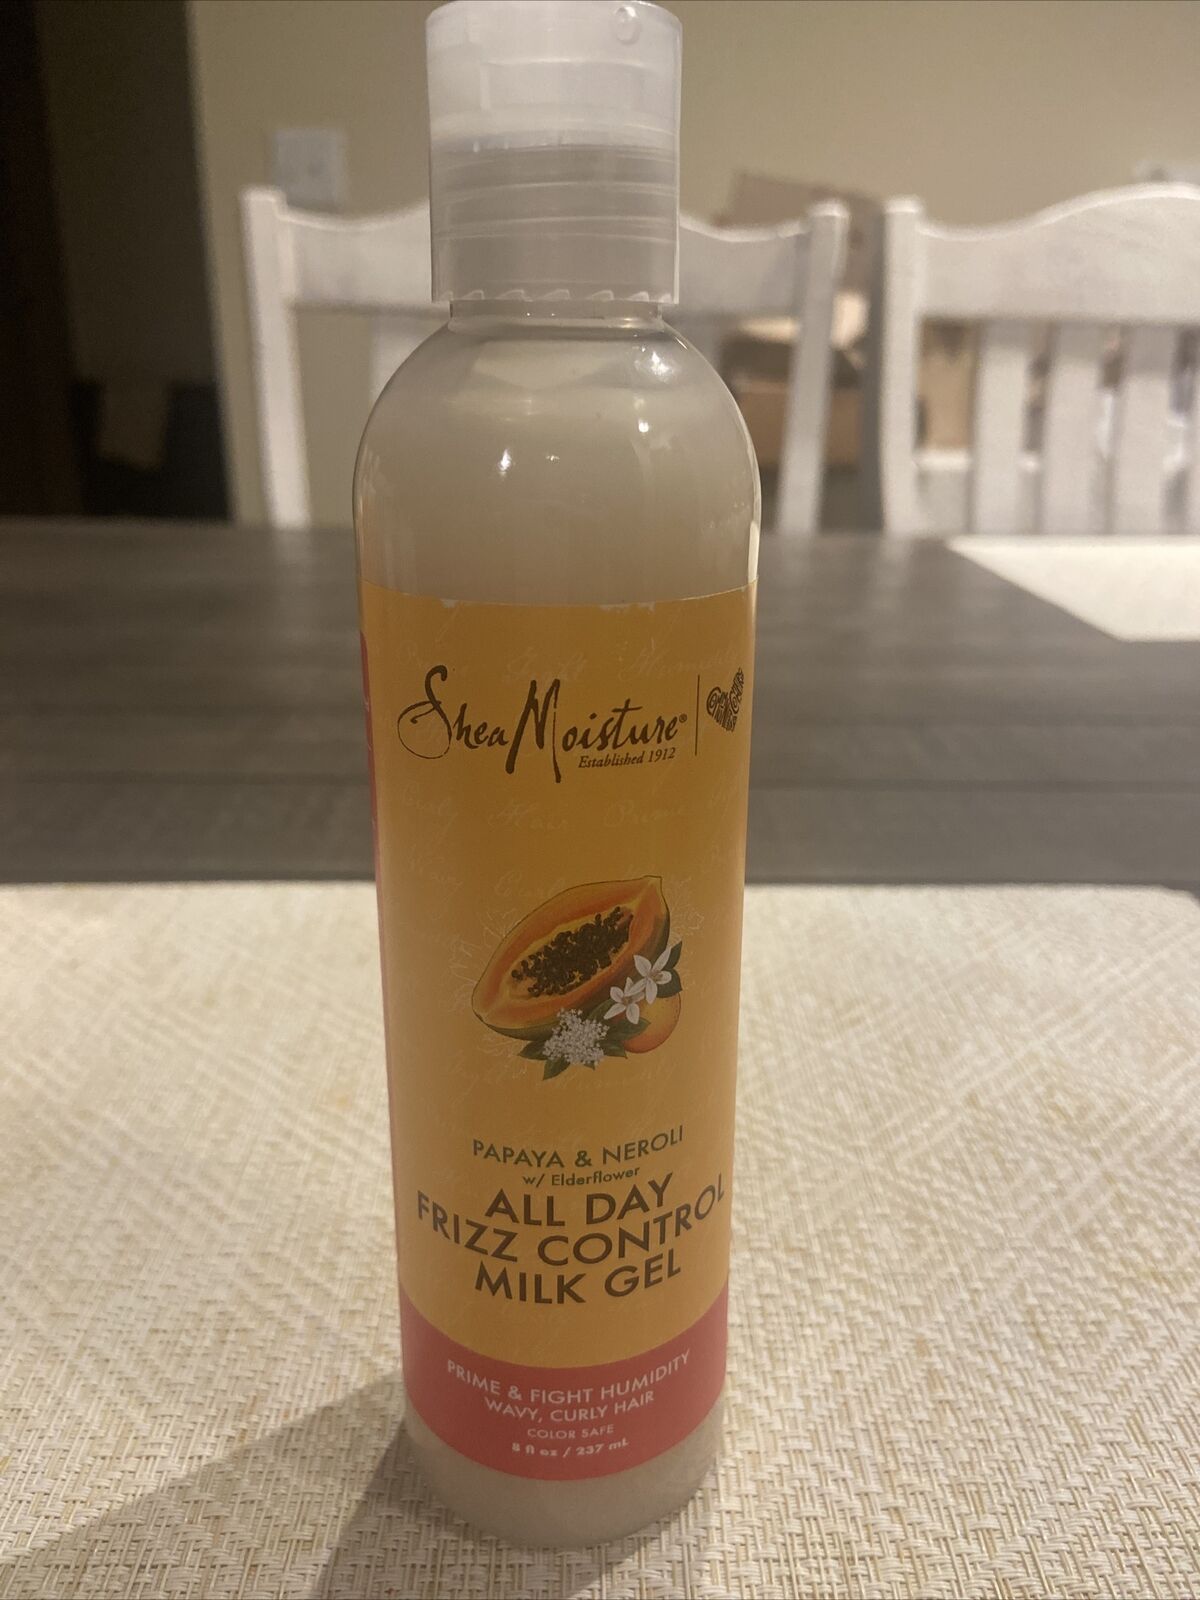 SheaMoisture®
Established 1912
PAPAYA & NEROLI
w/ Elderflower
ALL DAY
FRIZZ CONTROL
MILK GEL
PRIME & FIGHT HUMIDITY
WAVY, CURLY HAIR
COLOR SAFE
8 fl oz / 237 mL